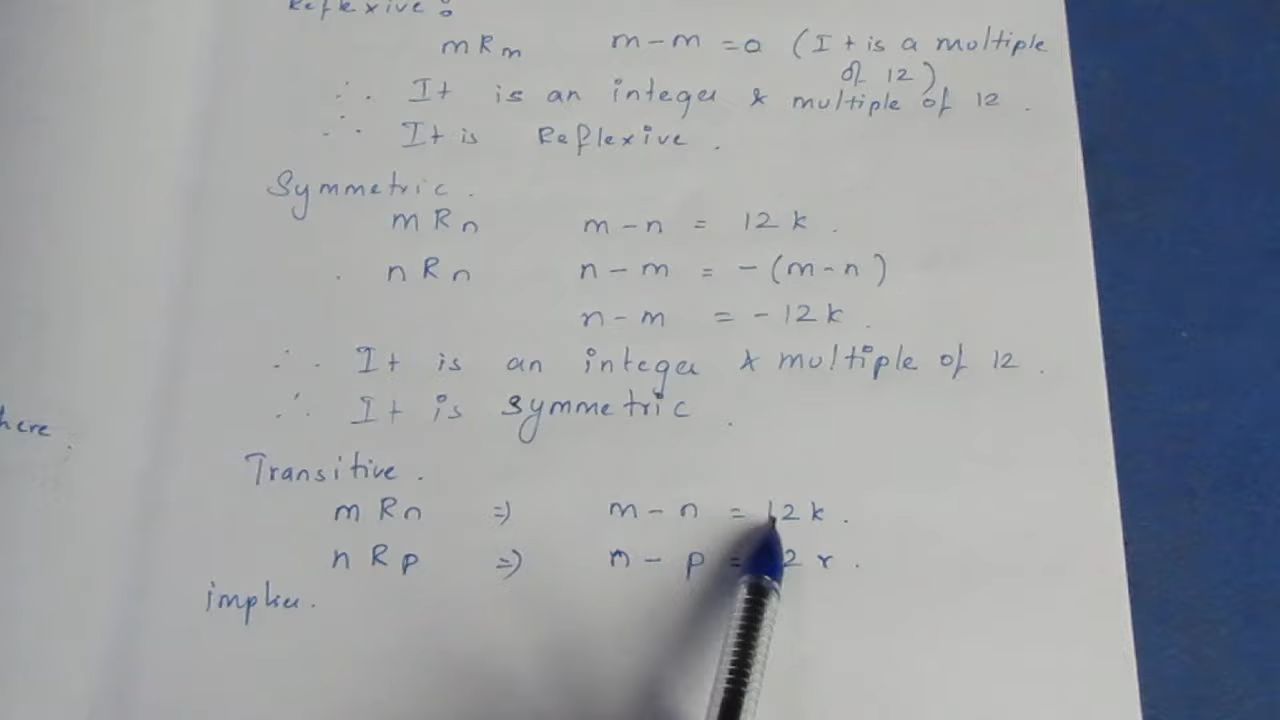 Reflexive:
mRm m-m = 0 (It is a multiple
of 12)
∴ It is an integer & multiple of 12.
∴ It is Reflexive.
Symmetric.
mRn m-n = 12k.
nRn n-m = -(m-n)
n-m = -12k.
∴ It is an integer & multiple of 12.
∴ It is symmetric.
here.
Transitive.
mRn => m-n = 12k.
nRp => n-p = 2r.